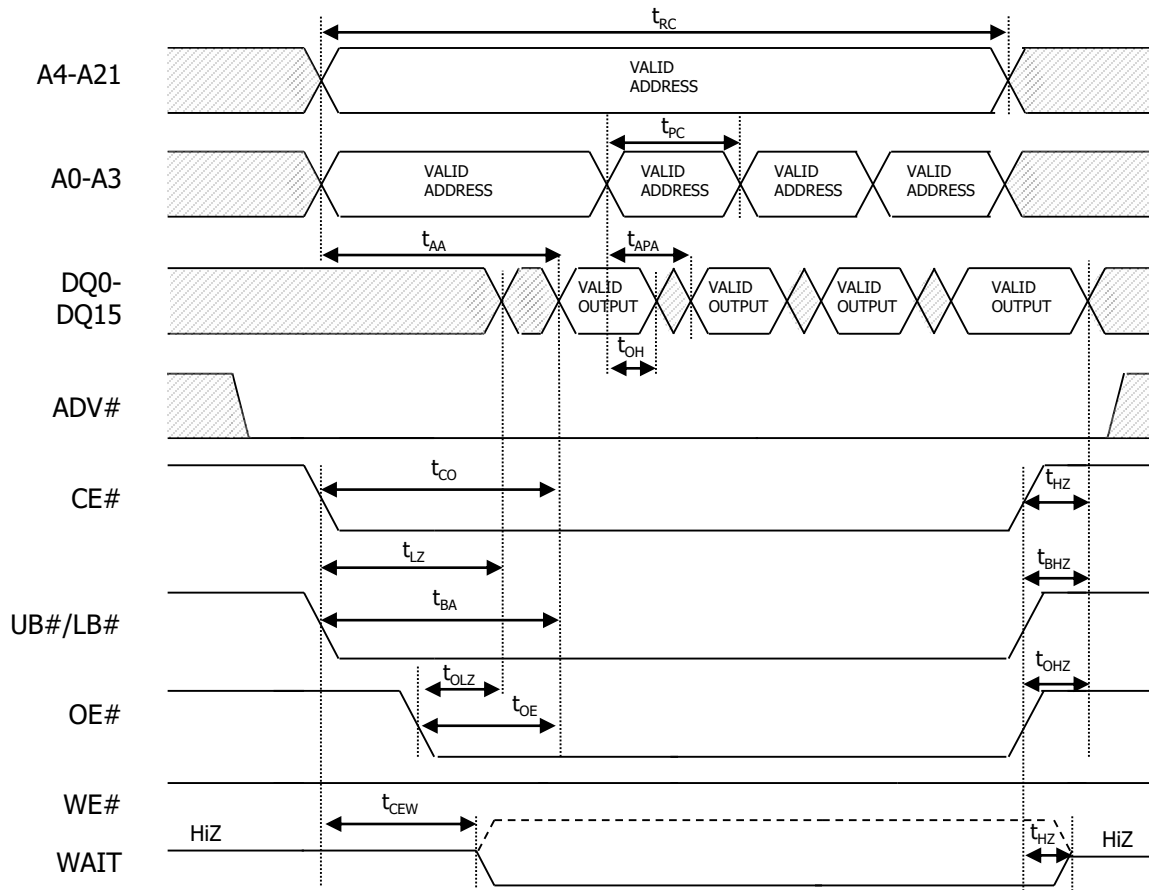 tRC
A4-A21
VALID
ADDRESS
tPC
A0-A3
VALID
ADDRESS
VALID
ADDRESS
VALID
ADDRESS
VALID
ADDRESS
tAA
tAPA
DQ0-
DQ15
VALID
OUTPUT
VALID
OUTPUT
VALID
OUTPUT
VALID
OUTPUT
tOH
ADV#
tCO
tHZ
CE#
tLZ
tBHZ
tBA
UB#/LB#
tOLZ
tOHZ
tOE
OE#
WE#
tCEW
HiZ
tHZ
HiZ
WAIT